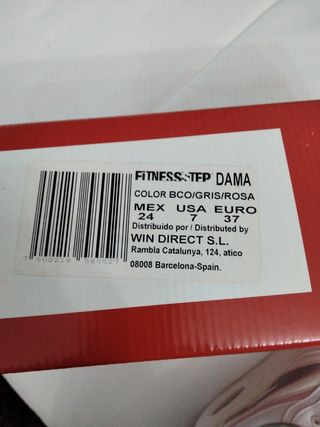 FITNESS STEP DAMA
COLOR BCO/GRIS/ROSA
MEX USA EURO
24 7 37
Distribuido por / Distributed by
WIN DIRECT S.L.
Rambla Catalunya, 124, atico
08008 Barcelona-Spain.